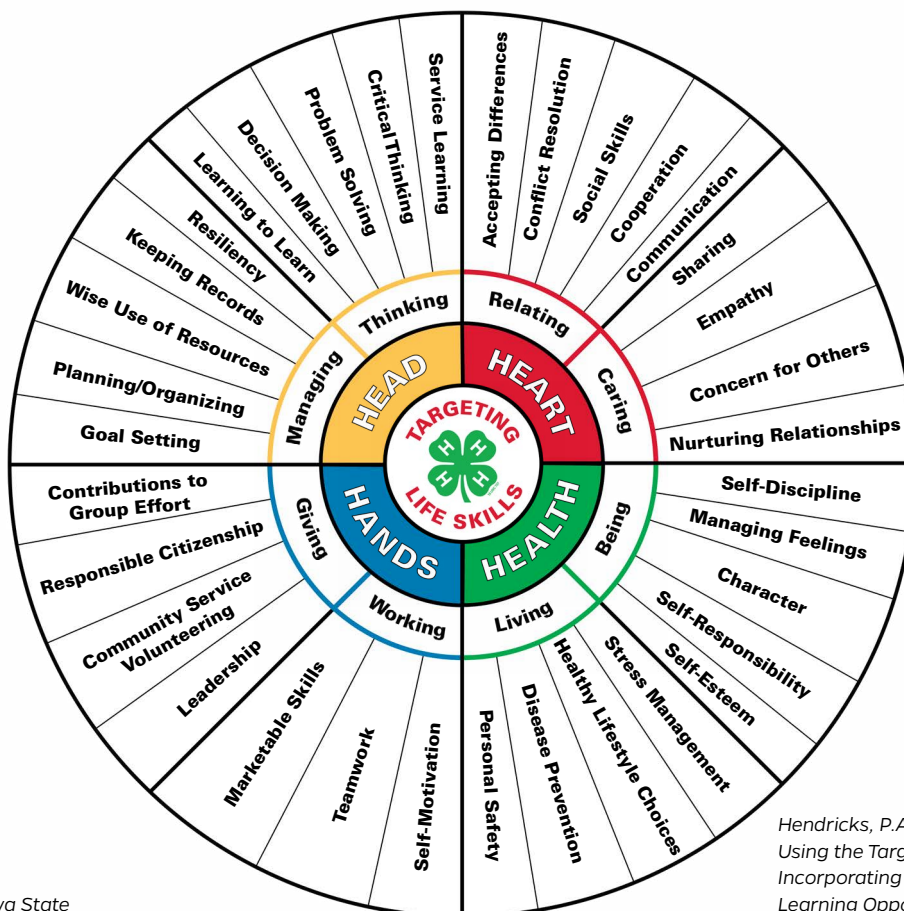 TARGETING
LIFE SKILLS
H
H
H
H
HEAD
HEART
HEALTH
HANDS
Thinking
Learning to Learn
Decision Making
Problem Solving
Critical Thinking
Service Learning
Relating
Accepting Differences
Conflict Resolution
Social Skills
Cooperation
Communication
Caring
Sharing
Empathy
Concern for Others
Nurturing Relationships
Being
Self-Discipline
Managing Feelings
Character
Self-Responsibility
Self-Esteem
Living
Stress Management
Healthy Lifestyle Choices
Disease Prevention
Personal Safety
Working
Self-Motivation
Teamwork
Marketable Skills
Giving
Leadership
Community Service
Volunteering
Responsible Citizenship
Contributions to
Group Effort
Managing
Goal Setting
Planning/Organizing
Wise Use of Resources
Keeping Records
Resiliency
Hendricks, P.A
Using the Targ
Incorporating
Learning Oppo
va State